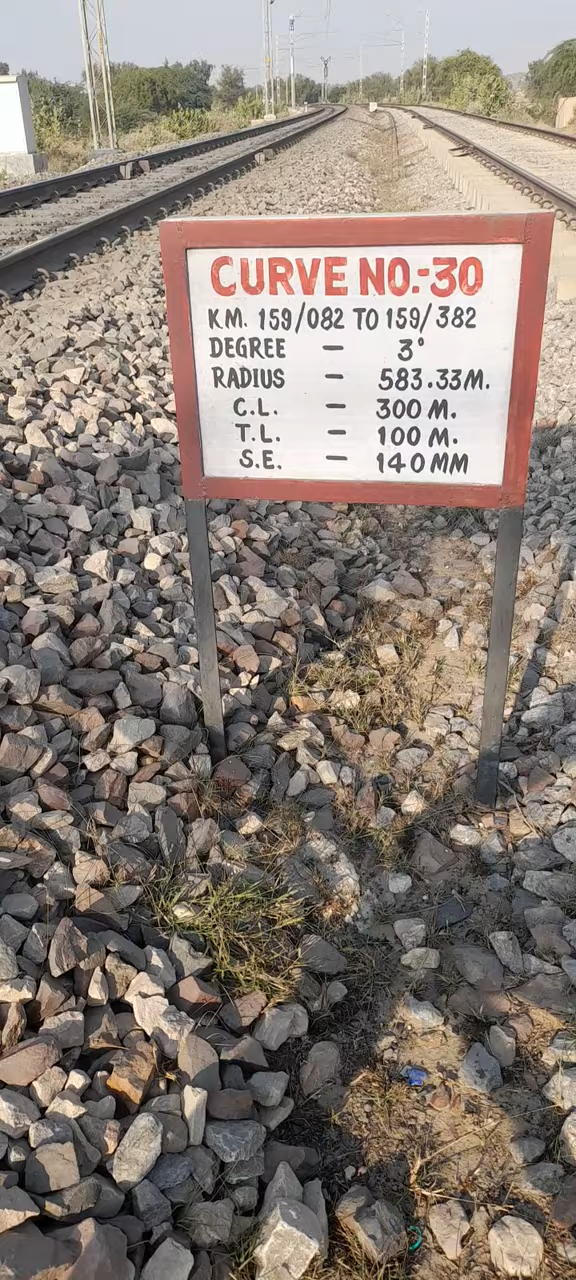 CURVE NO.-30
KM. 159/082 TO 159/382
DEGREE — 3°
RADIUS — 583.33M.
C.L. — 300 M.
T.L. — 100 M.
S.E. — 140MM